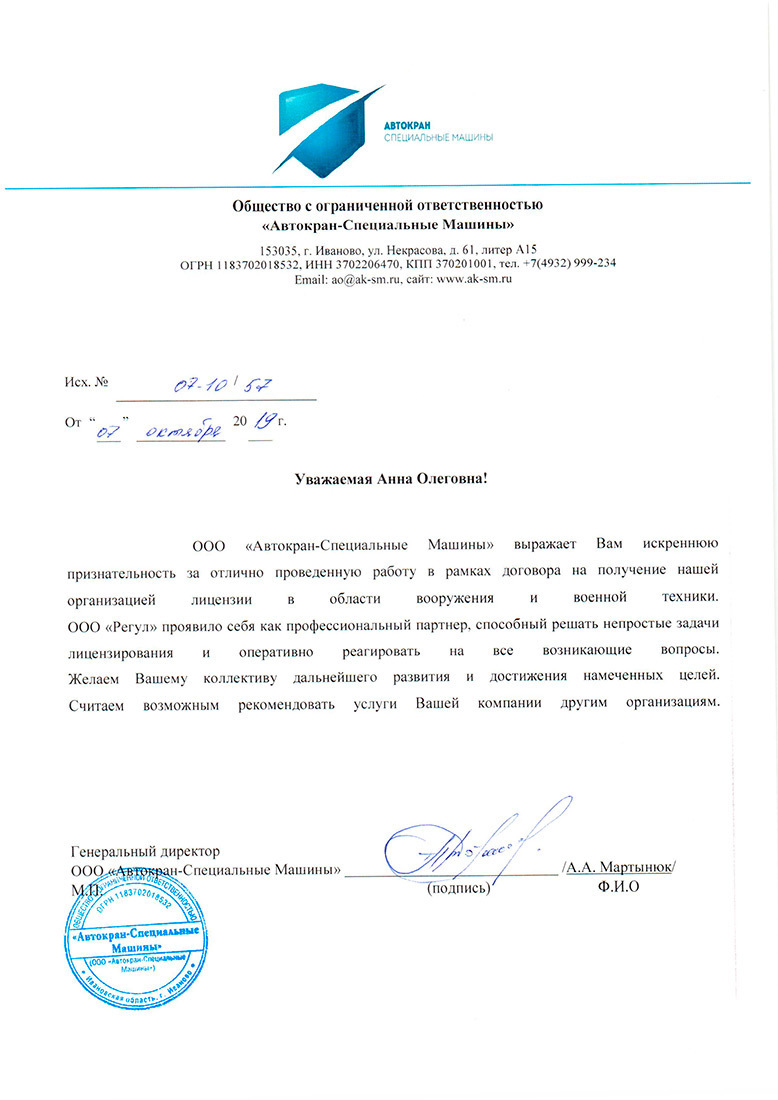 АВТОКРАН
СПЕЦИАЛЬНЫЕ МАШИНЫ
Общество с ограниченной ответственностью
«Автокран-Специальные Машины»
153035, г. Иваново, ул. Некрасова, д. 61, литер А15
ОГРН 1183702018532, ИНН 3702206470, КПП 370201001, тел. +7(4932) 999-234
Email: ao@ak-sm.ru, сайт: www.ak-sm.ru
Исх. № 07-10 / 57
От “07” октября 2019 г.
Уважаемая Анна Олеговна!
ООО «Автокран-Специальные Машины» выражает Вам искреннюю
признательность за отлично проведенную работу в рамках договора на получение нашей
организацией лицензии в области вооружения и военной техники.
ООО «Регул» проявило себя как профессиональный партнер, способный решать непростые задачи
лицензирования и оперативно реагировать на все возникающие вопросы.
Желаем Вашему коллективу дальнейшего развития и достижения намеченных целей.
Считаем возможным рекомендовать услуги Вашей компании другим организациям.
Генеральный директор
ООО «Автокран-Специальные Машины» /А.А. Мартынюк/
М.П. (подпись) Ф.И.О
ОБЩЕСТВО С ОГРАНИЧЕННОЙ ОТВЕТСТВЕННОСТЬЮ
ОГРН 1183702018532
«Автокран-Специальные
Машины»
(ООО «Автокран-Специальные
Машины»)
Ивановская область, г. Иваново